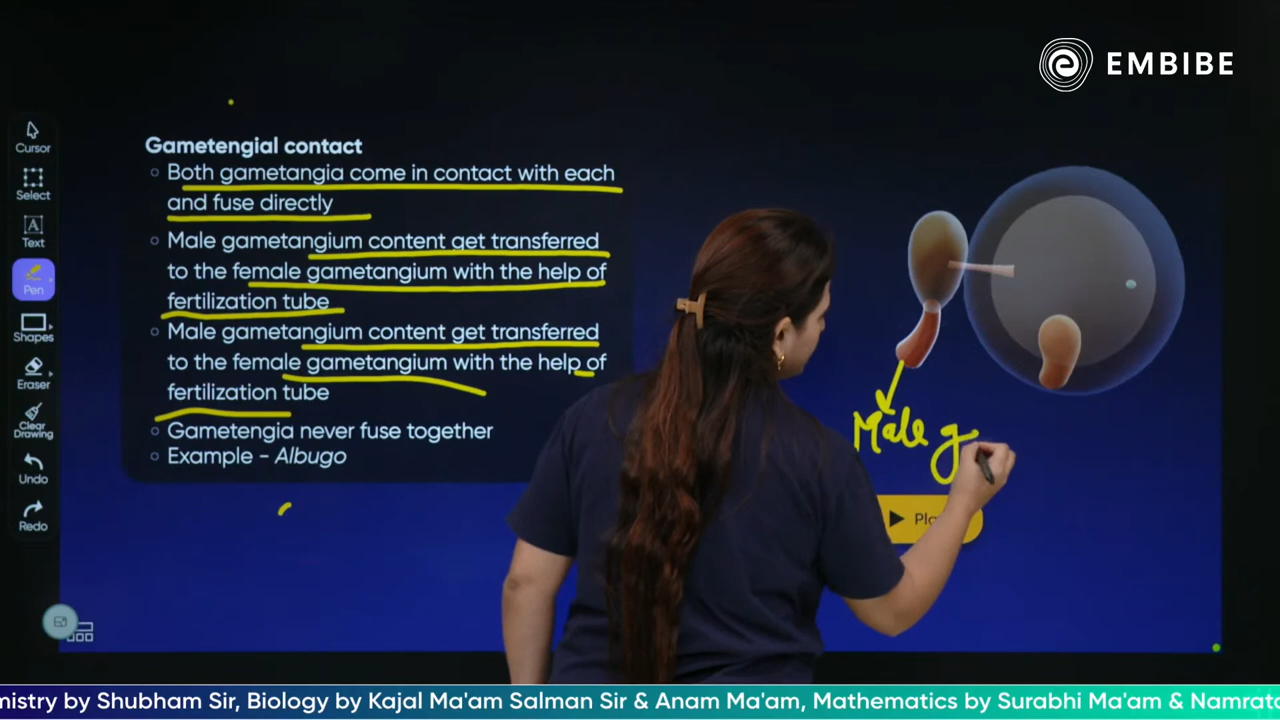 EMBIBE
Cursor
Select
A
Text
Pen
Shapes
Eraser
Clear
Drawing
Undo
Redo
Gametengial contact
Both gametangia come in contact with each
and fuse directly
Male gametangium content get transferred
to the female gametangium with the help of
fertilization tube
Male gametangium content get transferred
to the female gametangium with the help of
fertilization tube
Gametengia never fuse together
Example - Albugo
Male g
mistry by Shubham Sir, Biology by Kajal Ma'am Salman Sir & Anam Ma'am, Mathematics by Surabhi Ma'am & Namrat